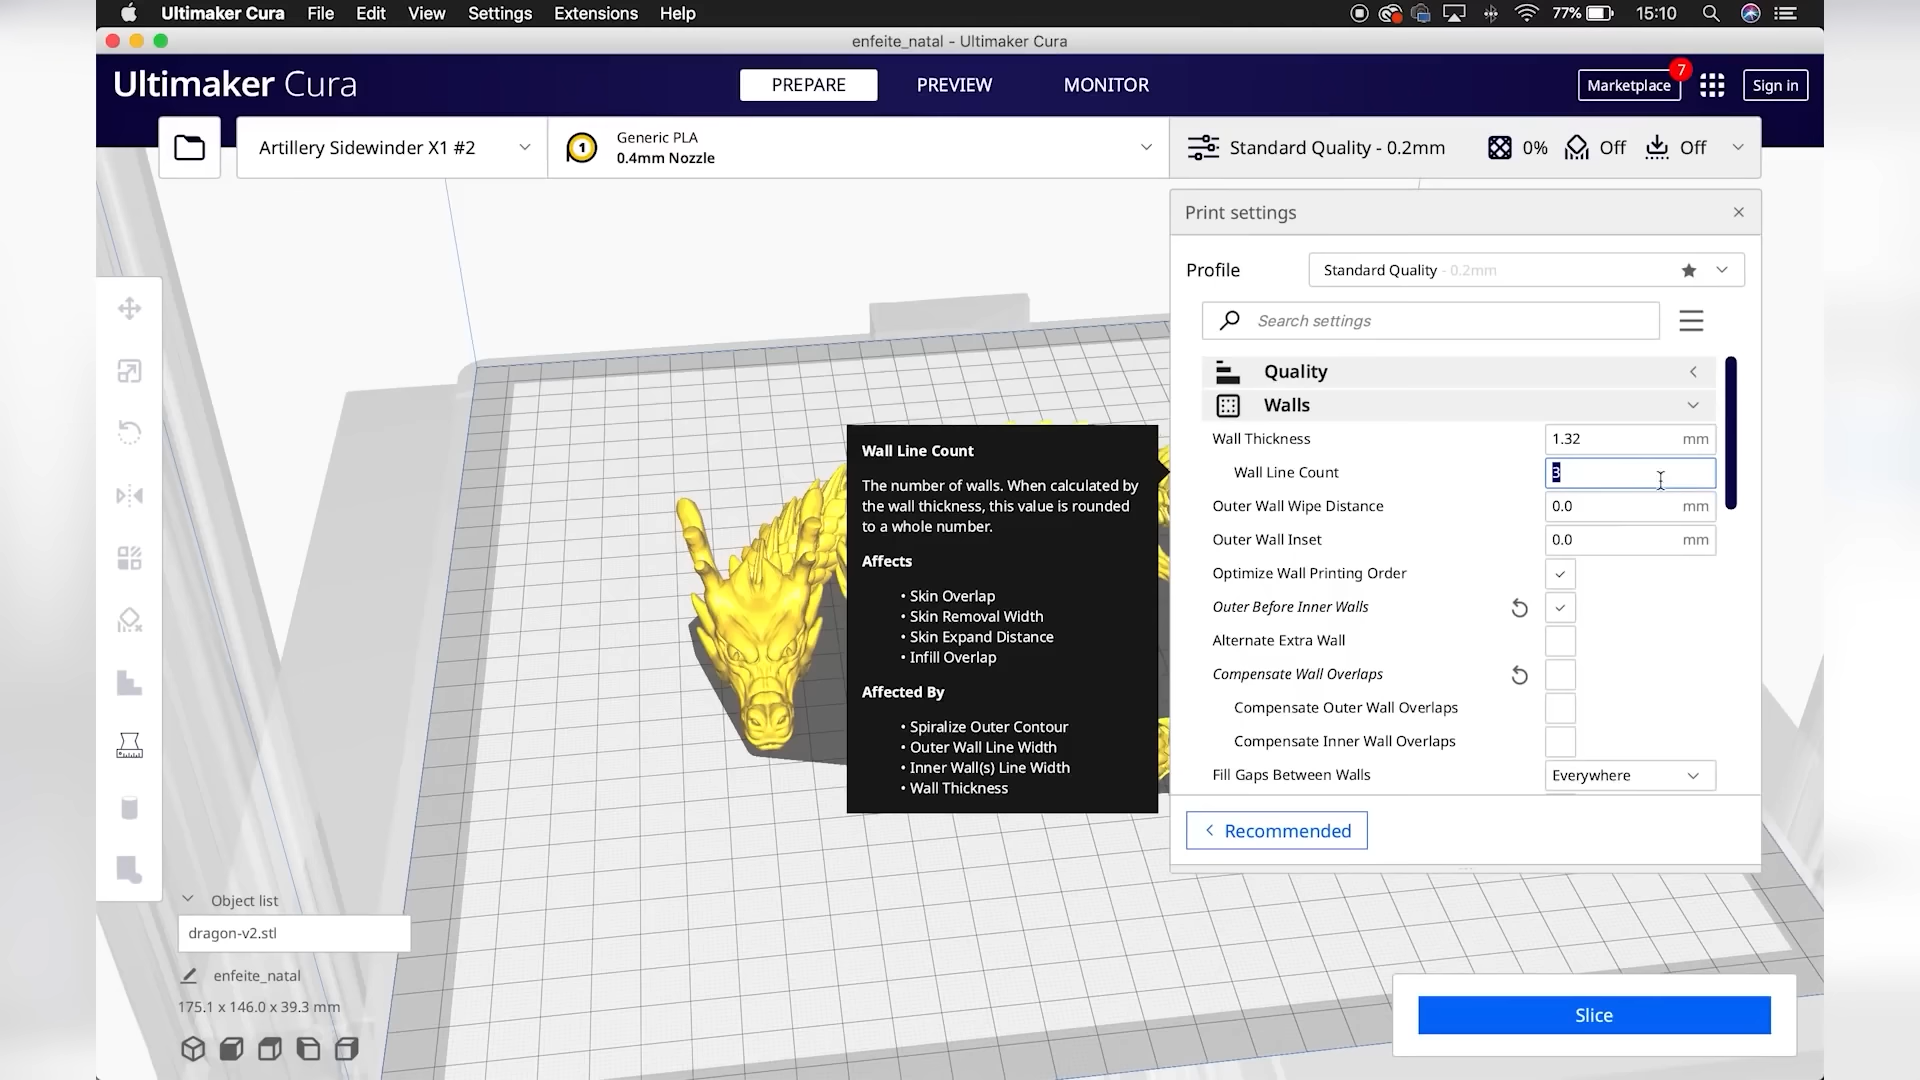 Ultimaker Cura File Edit View Settings Extensions Help 77% 15:10
enfeite_natal - Ultimaker Cura
Ultimaker Cura
PREPARE PREVIEW MONITOR
Marketplace 7 Sign in
Artillery Sidewinder X1 #2
1
Generic PLA
0.4mm Nozzle
Standard Quality - 0.2mm 0% Off Off
Print settings
Profile Standard Quality - 0.2mm
Search settings
Quality
Walls
Wall Thickness 1.32 mm
Wall Line Count 3
Outer Wall Wipe Distance 0.0 mm
Outer Wall Inset 0.0 mm
Optimize Wall Printing Order
Outer Before Inner Walls
Alternate Extra Wall
Compensate Wall Overlaps
Compensate Outer Wall Overlaps
Compensate Inner Wall Overlaps
Fill Gaps Between Walls Everywhere
Recommended
Wall Line Count
The number of walls. When calculated by
the wall thickness, this value is rounded
to a whole number.
Affects
• Skin Overlap
• Skin Removal Width
• Skin Expand Distance
• Infill Overlap
Affected By
• Spiralize Outer Contour
• Outer Wall Line Width
• Inner Wall(s) Line Width
• Wall Thickness
Object list
dragon-v2.stl
enfeite_natal
175.1 x 146.0 x 39.3 mm
Slice